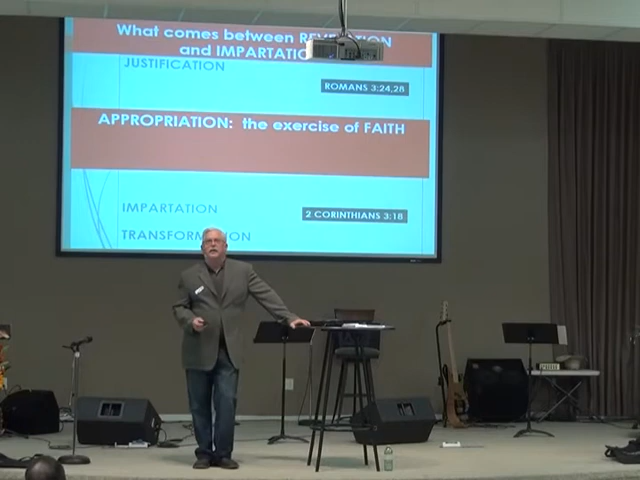 What comes between
and
JUSTIFICATION
ROMANS 3:24,28
APPROPRIATION: the exercise of FAITH
IMPARTATION
2 CORINTHIANS 3:18